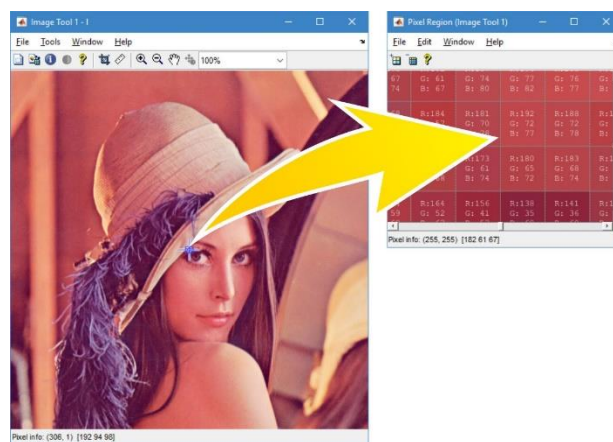 Image Tool 1 - I
File Tools Window Help
100%
Pixel info: (306, 1) [192 94 98]
Pixel Region (Image Tool 1)
File Edit Window Help
67 G: 61 G: 74 G: 77 G: 76 G:
74 B: 67 B: 80 B: 82 B: 77 B:
R:184 R:181 R:192 R:188 R:1
G: 70 G: 72 G: 72 G:
B: 77 B: 78 B:
R:173 R:180 R:183 R:1
G: 61 G: 65 G: 68 G:
B: 74 B: 72 B: 74 B:
R:164 R:156 R:138 R:141 R:1
59 G: 52 G: 41 G: 35 G: 36 G:
Pixel info: (255, 255) [182 61 67]